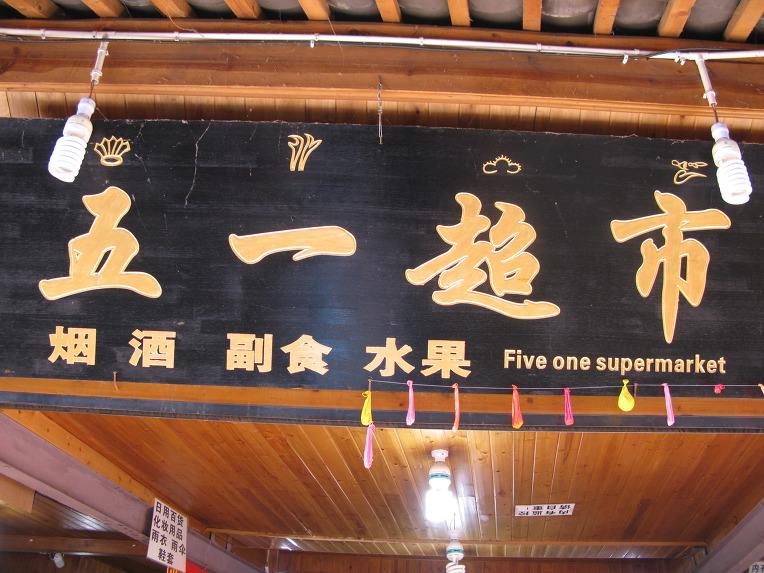 五一超市
烟 酒 副食 水果 Five one supermarket
日用百货
化妆用品
雨衣 雨伞
鞋套